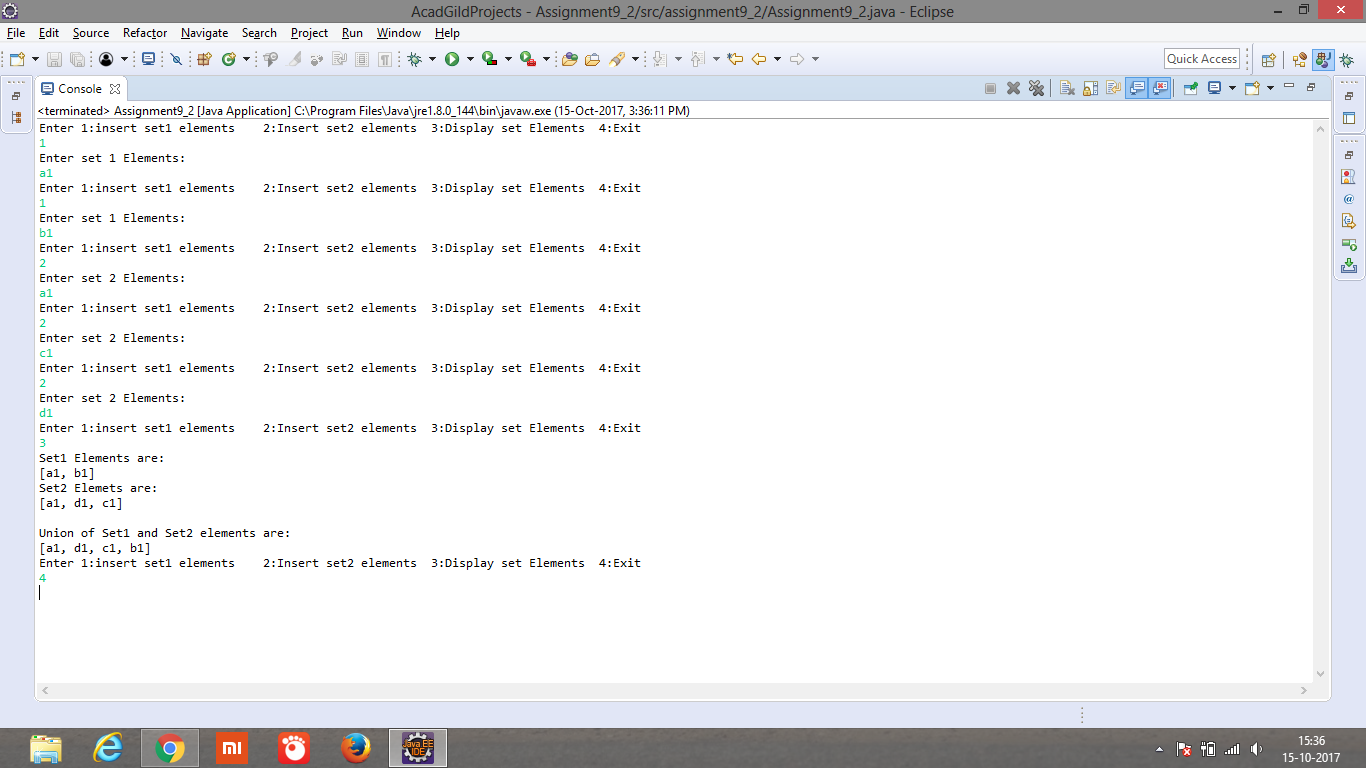 AcadGildProjects - Assignment9_2/src/assignment9_2/Assignment9_2.java - Eclipse
File Edit Source Refactor Navigate Search Project Run Window Help
Quick Access
Console
<terminated> Assignment9_2 [Java Application] C:\Program Files\Java\jre1.8.0_144\bin\javaw.exe (15-Oct-2017, 3:36:11 PM)
Enter 1:insert set1 elements    2:Insert set2 elements  3:Display set Elements  4:Exit
1
Enter set 1 Elements:
a1
Enter 1:insert set1 elements    2:Insert set2 elements  3:Display set Elements  4:Exit
1
Enter set 1 Elements:
b1
Enter 1:insert set1 elements    2:Insert set2 elements  3:Display set Elements  4:Exit
2
Enter set 2 Elements:
a1
Enter 1:insert set1 elements    2:Insert set2 elements  3:Display set Elements  4:Exit
2
Enter set 2 Elements:
c1
Enter 1:insert set1 elements    2:Insert set2 elements  3:Display set Elements  4:Exit
2
Enter set 2 Elements:
d1
Enter 1:insert set1 elements    2:Insert set2 elements  3:Display set Elements  4:Exit
3
Set1 Elements are:
[a1, b1]
Set2 Elemets are:
[a1, d1, c1]
Union of Set1 and Set2 elements are:
[a1, d1, c1, b1]
Enter 1:insert set1 elements    2:Insert set2 elements  3:Display set Elements  4:Exit
4
mi
Java EE
IDE
15:36
15-10-2017